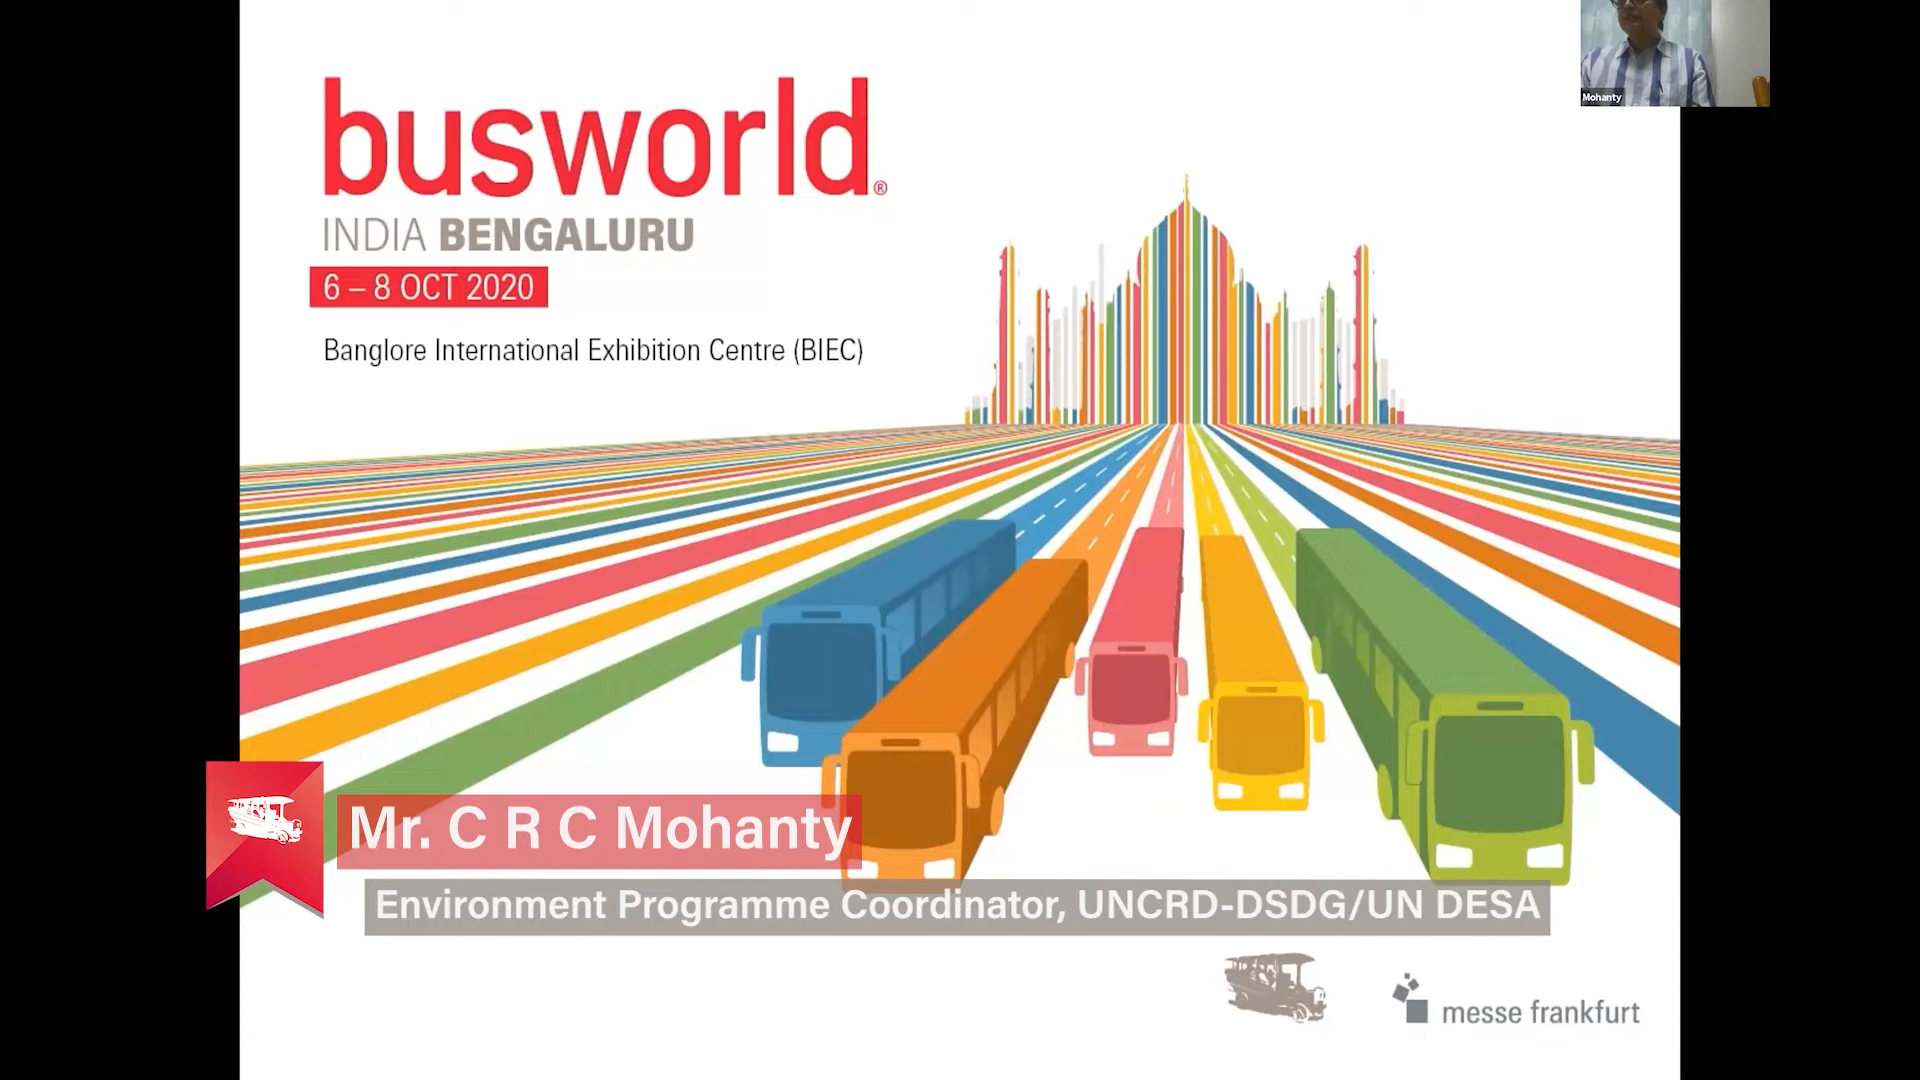 Mohanty
busworld®
INDIA BENGALURU
6 – 8 OCT 2020
Banglore International Exhibition Centre (BIEC)
Mr. C R C Mohanty
Environment Programme Coordinator, UNCRD-DSDG/UN DESA
messe frankfurt